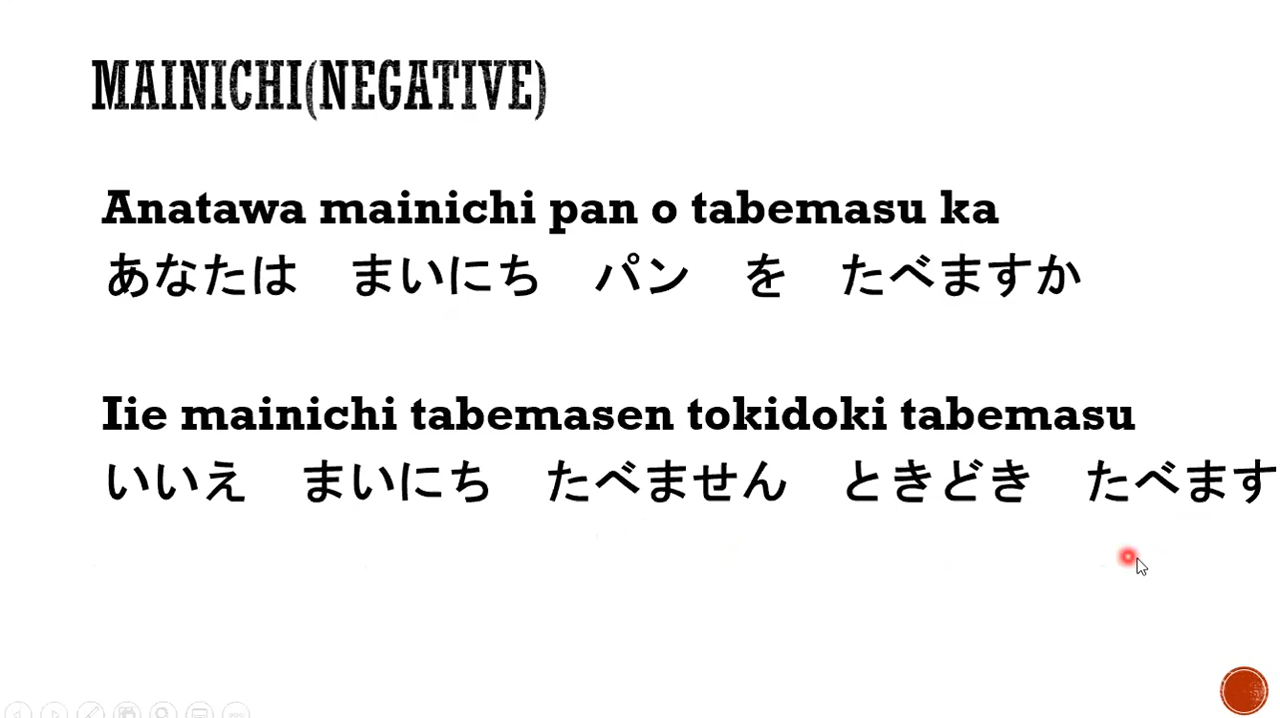 MAINICHI(NEGATIVE)
Anatawa mainichi pan o tabemasu ka
あなたは　まいにち　パン　を　たべますか
Iie mainichi tabemasen tokidoki tabemasu
いいえ　まいにち　たべません　ときどき　たべます